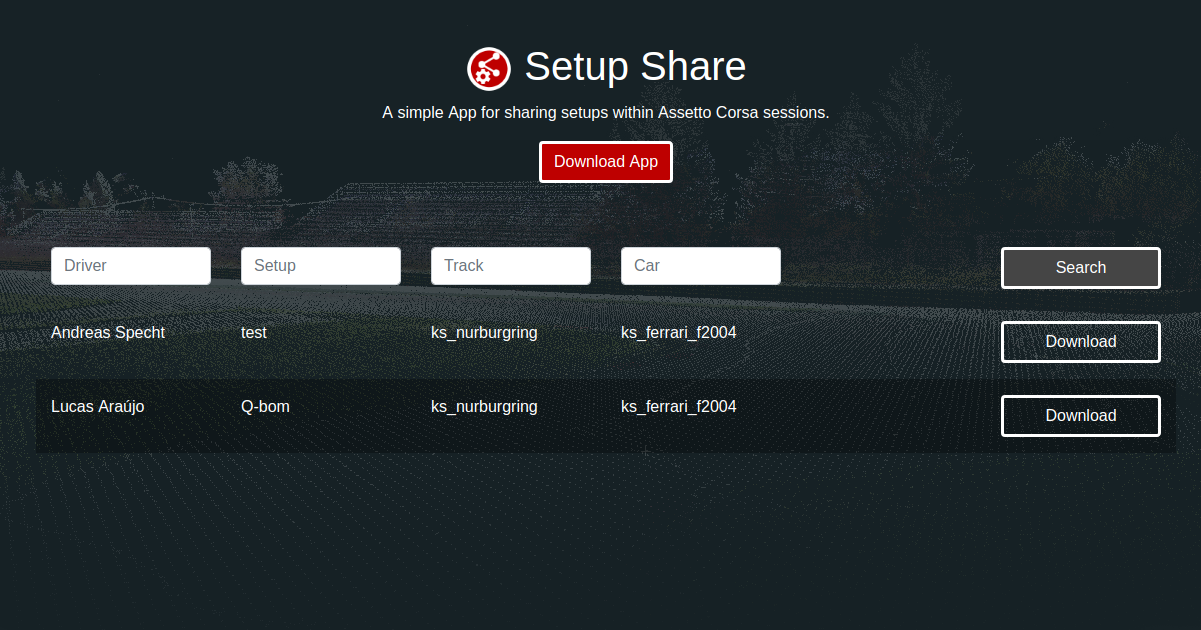 Setup Share
A simple App for sharing setups within Assetto Corsa sessions.
Download App
Driver Setup Track Car Search
Andreas Specht test ks_nurburgring ks_ferrari_f2004 Download
Lucas Araújo Q-bom ks_nurburgring ks_ferrari_f2004 Download